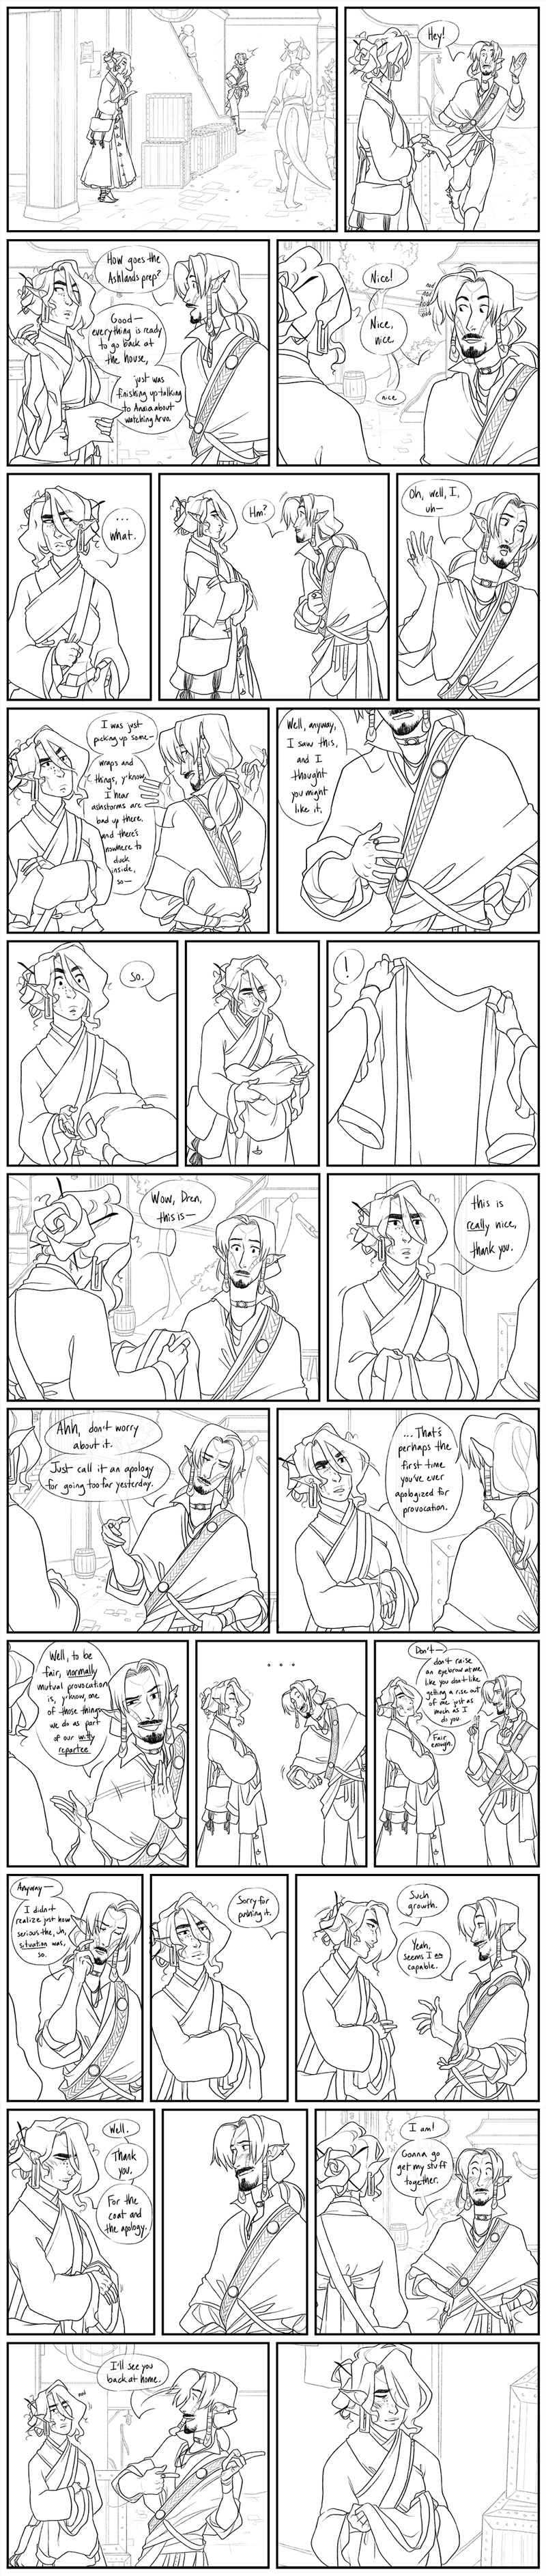 Hey!
How goes the
Ashlands prep?
Good—
everything is ready
to go back at
the house,
just was
finishing up talking
to Anaia about
watching Arvo.
Nice!
nod
nod
nod
nod
Nice,
nice.
nice
...
what.
Hm?
Oh, well, I,
uh—
I was just
picking up some—
wraps and
things, y'know,
I hear
ashstorms are
bad up there,
and there's
nowhere to
duck
inside,
so—
Well, anyway,
I saw this,
and I
thought
you might
like it.
So.
!
Wow, Dren,
this is—
this is
really nice,
thank you.
Ahh, don't worry
about it.
Just call it an apology
for going too far yesterday.
...That's
perhaps the
first time
you've ever
apologized for
provocation.
Well, to be
fair, normally
mutual provocation
is, y'know, one
of those things
we do as part
of our witty
repartee.
...
Don't—
don't raise
an eyebrow at me
like you don't like
getting a rise out
of me just as
much as I
do you.
Fair
enough.
Anyway—
I didn't
realize just how
serious the, uh,
situation was,
so.
Sorry for
pushing it.
Such
growth.
Yeah,
seems I am
capable.
Well.
Thank
you.
For the
coat and
the apology.
I am!
Gonna go
get my stuff
together.
I'll see you
back at home.
nod